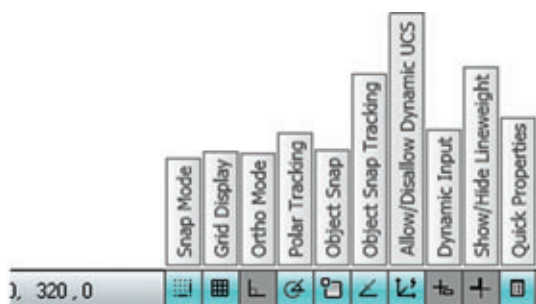 Snap Mode
Grid Display
Ortho Mode
Polar Tracking
Object Snap
Object Snap Tracking
Allow/Disallow Dynamic UCS
Dynamic Input
Show/Hide Lineweight
Quick Properties
), 320,0